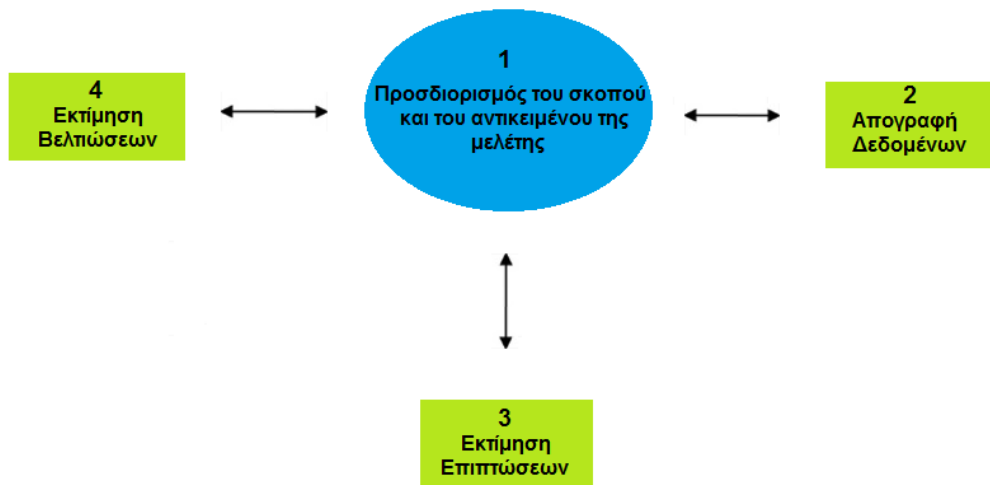 1
Προσδιορισμός του σκοπού
και του αντικειμένου της
μελέτης
4
Εκτίμηση
Βελτιώσεων
2
Απογραφή
Δεδομένων
3
Εκτίμηση
Επιπτώσεων